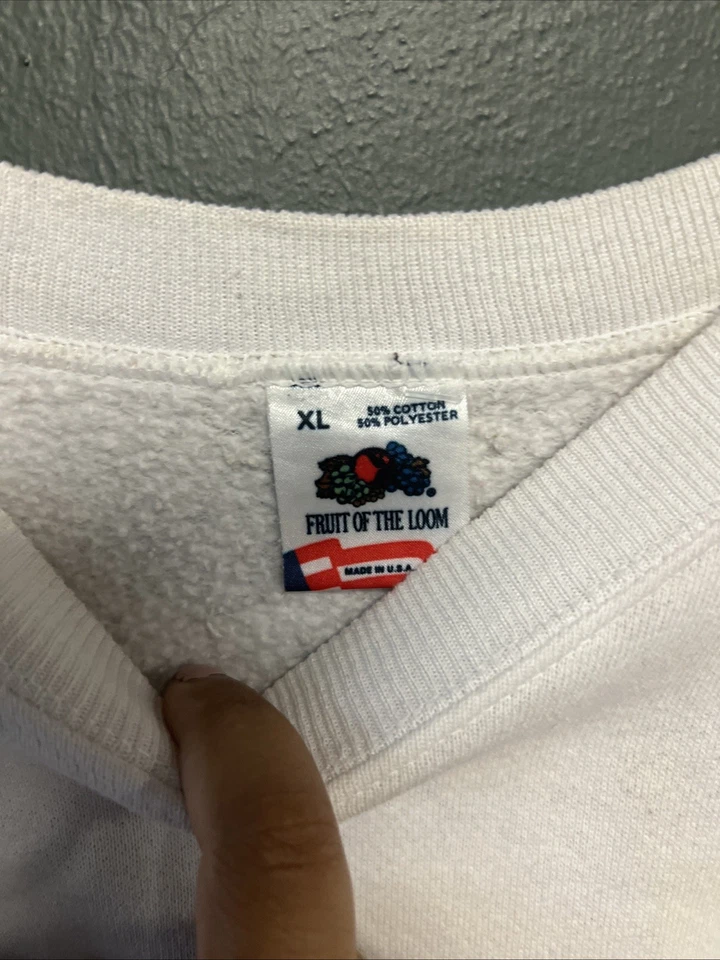 XL
50% COTTON
50% POLYESTER
FRUIT OF THE LOOM
MADE IN U.S.A.